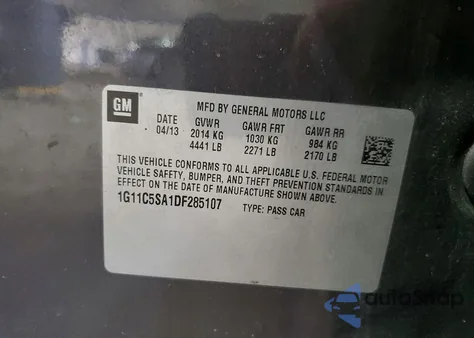 GM
MFD BY GENERAL MOTORS LLC
DATE GVWR GAWR FRT GAWR RR
04/13 2014 KG 1030 KG 984 KG
4441 LB 2271 LB 2170 LB
THIS VEHICLE CONFORMS TO ALL APPLICABLE U.S. FEDERAL MOTOR
VEHICLE SAFETY, BUMPER, AND THEFT PREVENTION STANDARDS IN
EFFECT ON THE DATE OF MANUFACTURE SHOWN ABOVE.
1G11C5SA1DF285107 TYPE: PASS CAR
autoSnap